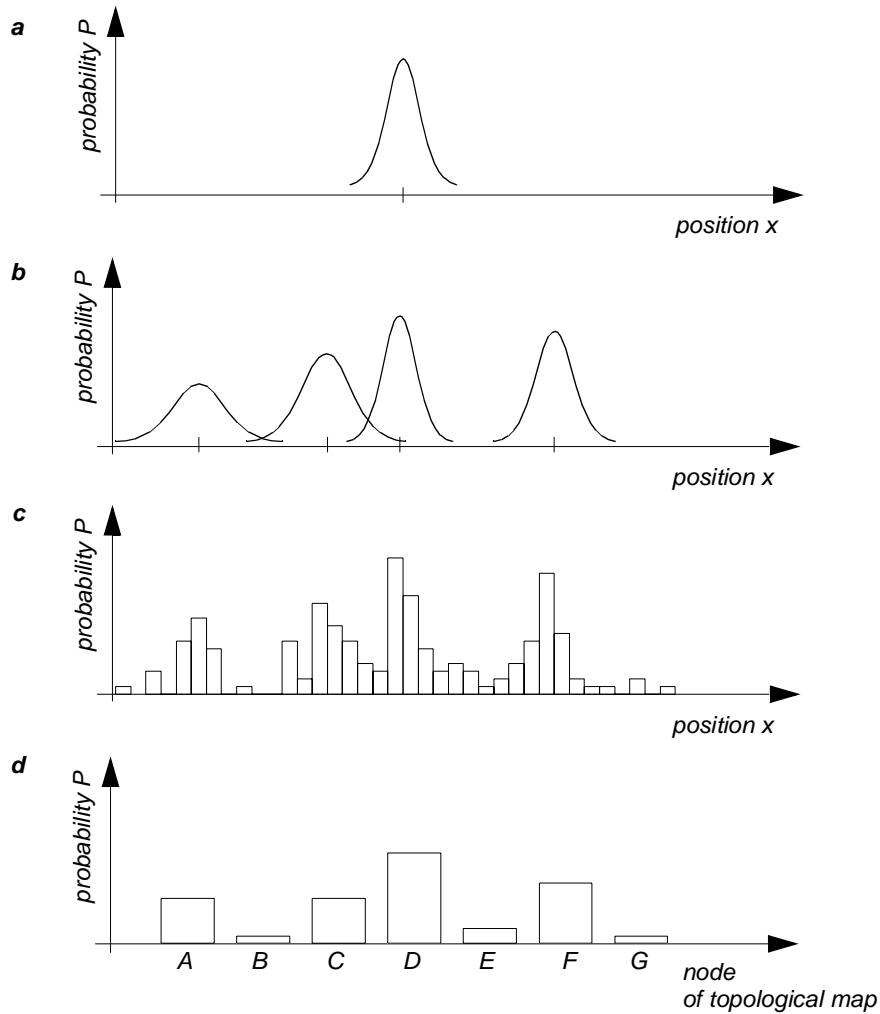 a
probability P
position x
b
probability P
position x
c
probability P
position x
d
probability P
A B C D E F G
node
of topological map